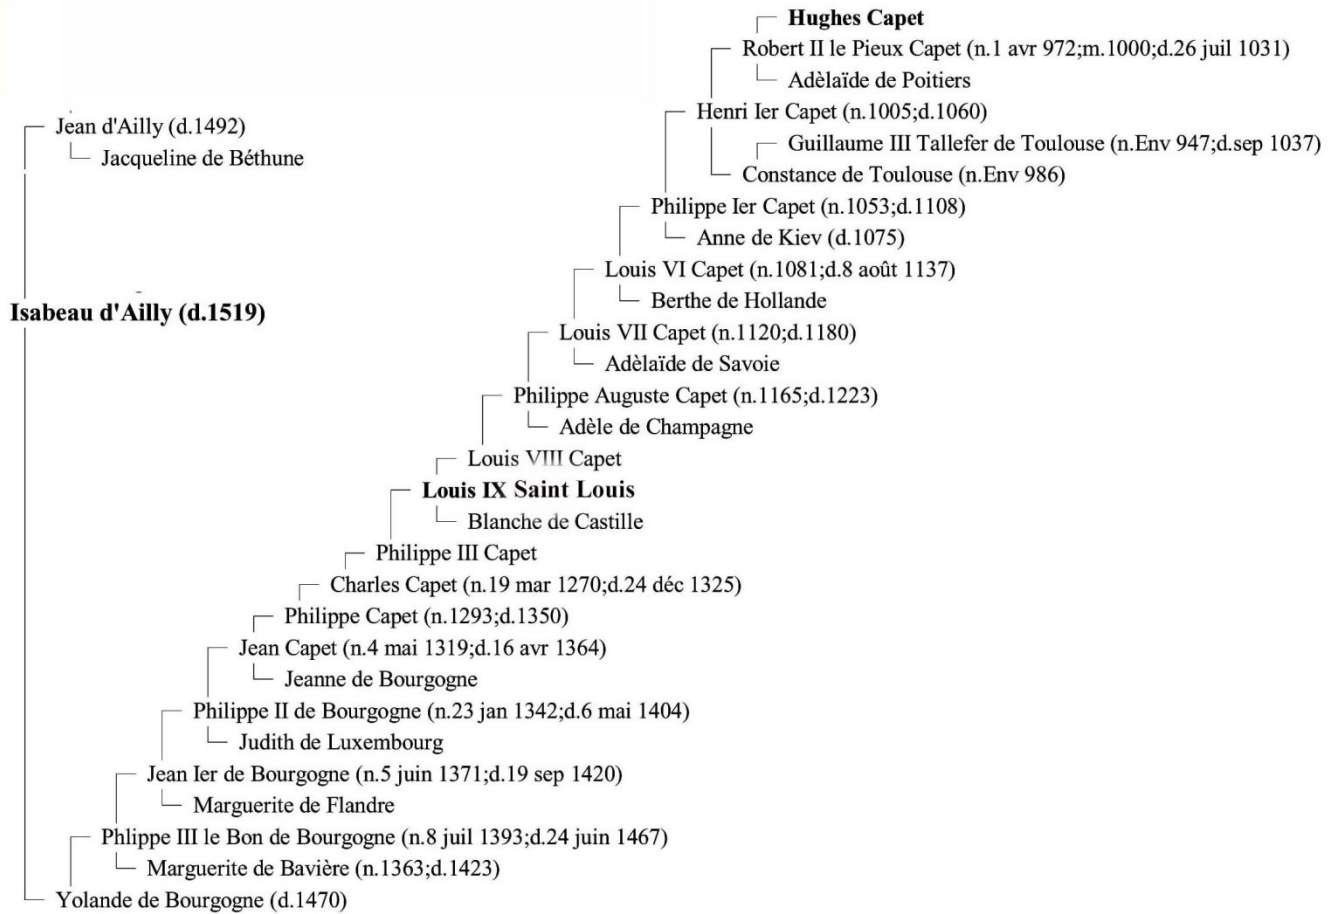 Hughes Capet
Robert II le Pieux Capet (n.1 avr 972;m.1000;d.26 juil 1031)
Adèlaïde de Poitiers
Henri Ier Capet (n.1005;d.1060)
Jean d'Ailly (d.1492)
Guillaume III Tallefer de Toulouse (n.Env 947;d.sep 1037)
Jacqueline de Béthune
Constance de Toulouse (n.Env 986)
Philippe Ier Capet (n.1053;d.1108)
Anne de Kiev (d.1075)
Louis VI Capet (n.1081;d.8 août 1137)
Berthe de Hollande
Isabeau d'Ailly (d.1519)
Louis VII Capet (n.1120;d.1180)
Adèlaïde de Savoie
Philippe Auguste Capet (n.1165;d.1223)
Adèle de Champagne
Louis VIII Capet
Louis IX Saint Louis
Blanche de Castille
Philippe III Capet
Charles Capet (n.19 mar 1270;d.24 déc 1325)
Philippe Capet (n.1293;d.1350)
Jean Capet (n.4 mai 1319;d.16 avr 1364)
Jeanne de Bourgogne
Philippe II de Bourgogne (n.23 jan 1342;d.6 mai 1404)
Judith de Luxembourg
Jean Ier de Bourgogne (n.5 juin 1371;d.19 sep 1420)
Marguerite de Flandre
Phlippe III le Bon de Bourgogne (n.8 juil 1393;d.24 juin 1467)
Marguerite de Bavière (n.1363;d.1423)
Yolande de Bourgogne (d.1470)